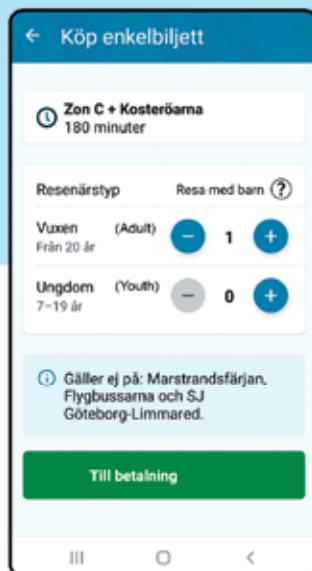 Köp enkelbiljett
Zon C + Kosteröarna
180 minuter
Resenärstyp Resa med barn ?
Vuxen (Adult) − 1 +
Från 20 år
Ungdom (Youth) − 0 +
7–19 år
Gäller ej på: Marstrandsfärjan,
Flygbussarna och SJ
Göteborg-Limmared.
Till betalning